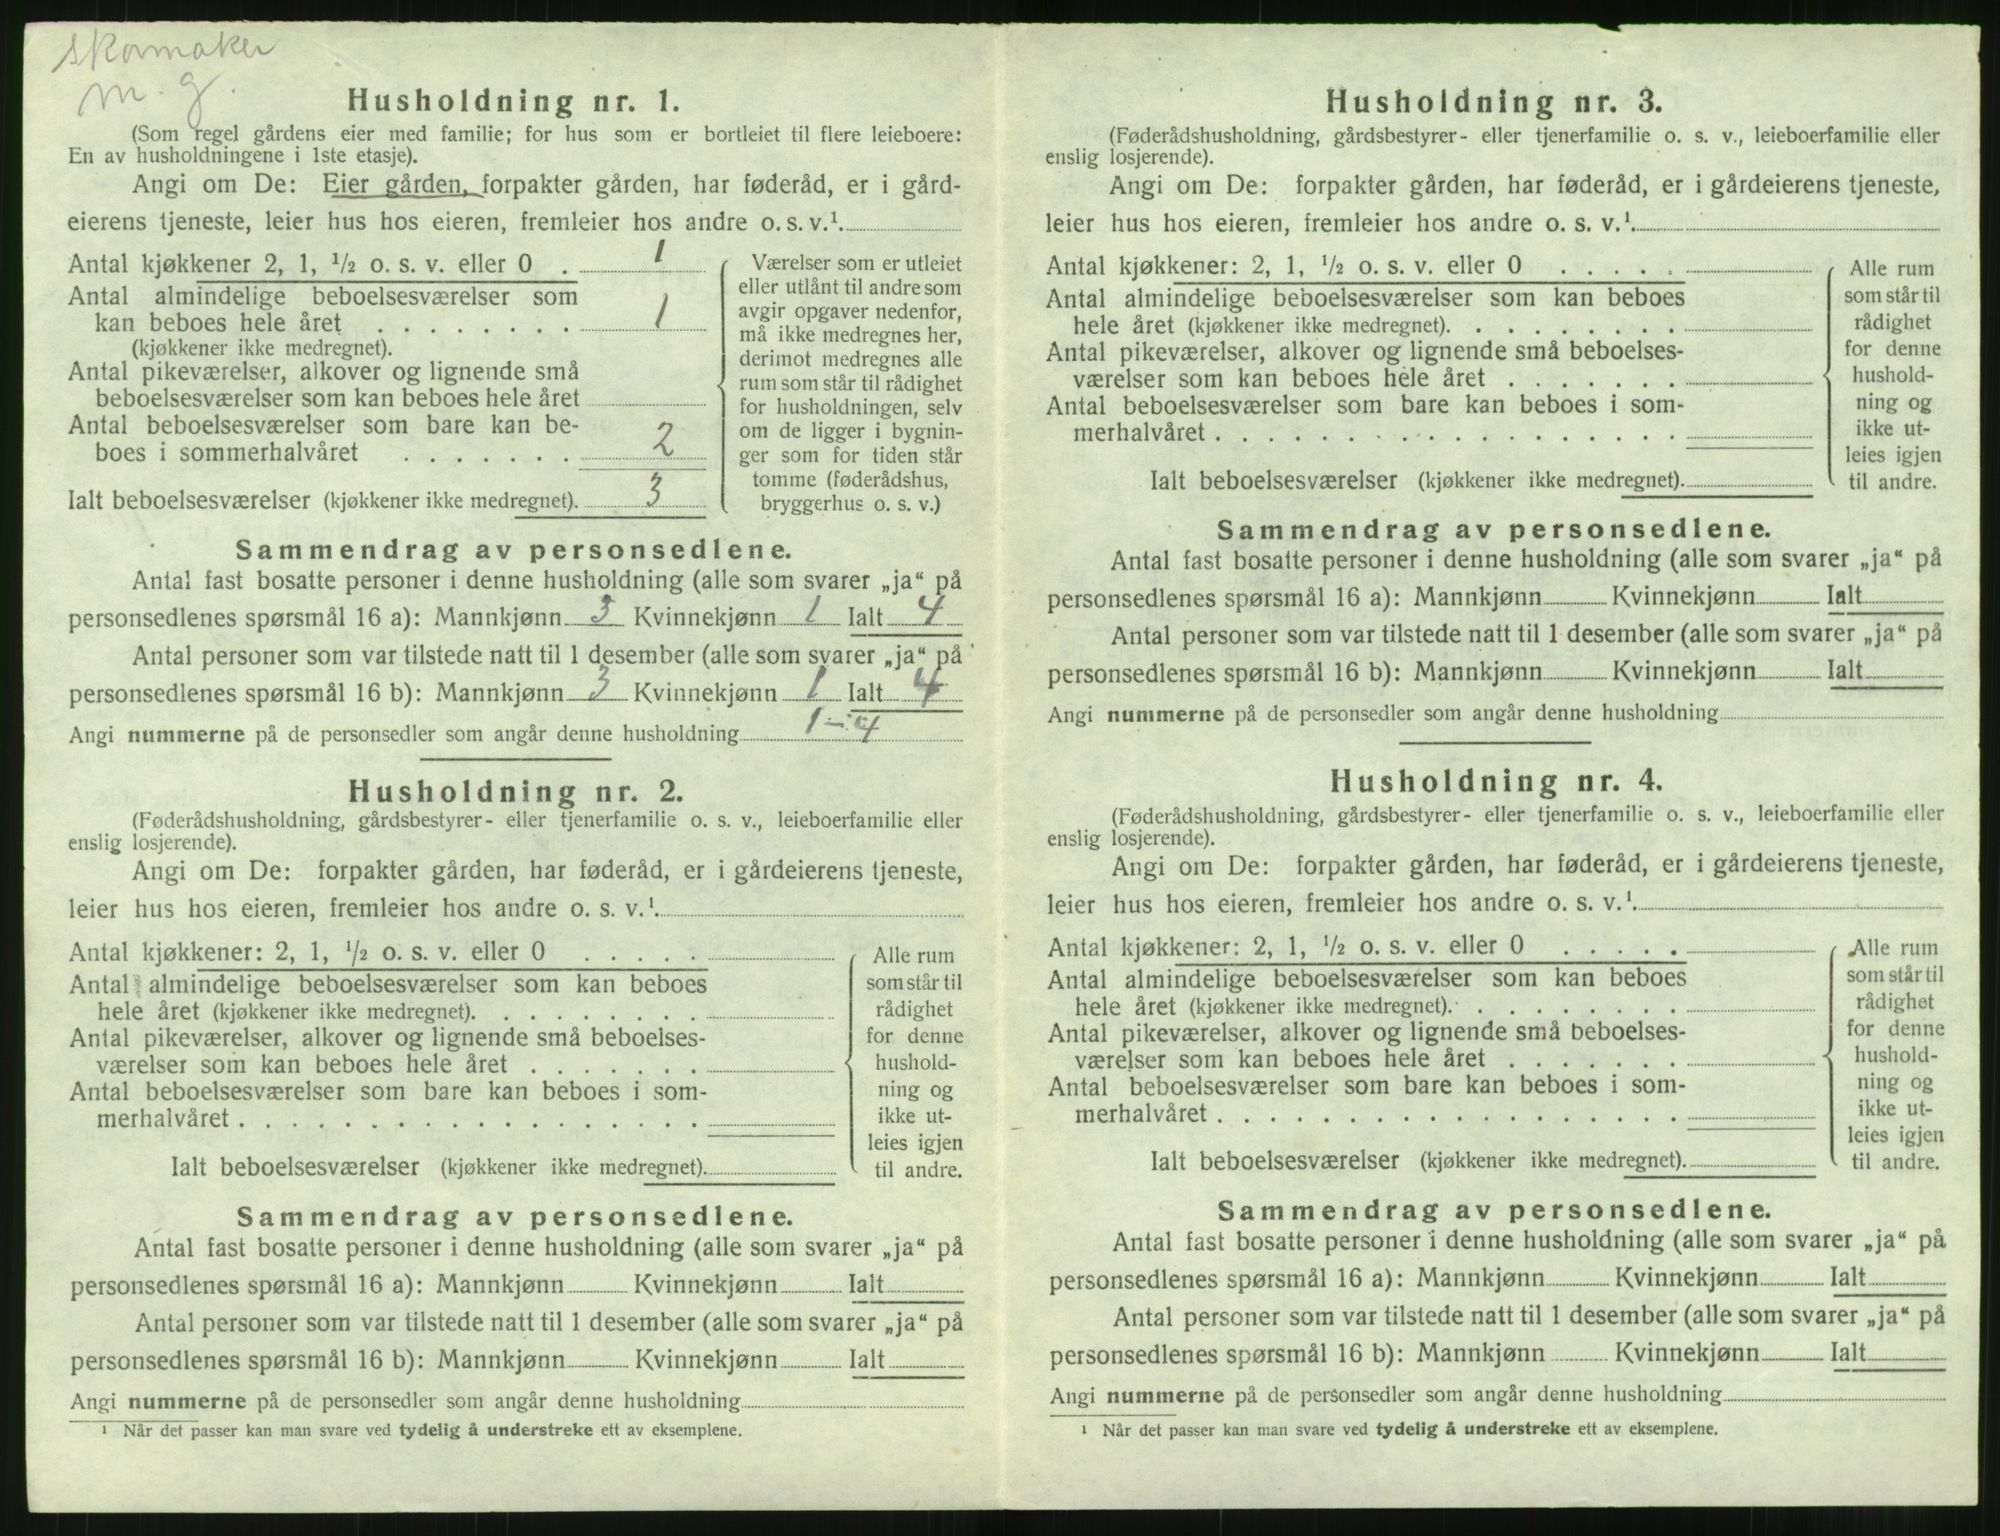 skomaker
m. g.
Husholdning nr. 1.
(Som regel gårdens eier med familie; for hus som er bortleiet til flere leieboere:
En av husholdningene i 1ste etasje).
Angi om De: Eier gården, forpakter gården, har føderåd, er i gård-
eierens tjeneste, leier hus hos eieren, fremleier hos andre o. s. v.¹
Antal kjøkkener 2, 1, ½ o. s. v. eller 0 . 1
Antal almindelige beboelsesværelser som
kan beboes hele året . . . . . . . . 1
(kjøkkener ikke medregnet).
Antal pikeværelser, alkover og lignende små
beboelsesværelser som kan beboes hele året
Antal beboelsesværelser som bare kan be-
boes i sommerhalvåret . . . . . . . 2
Ialt beboelsesværelser (kjøkkener ikke medregnet). 3
Værelser som er utleiet
eller utlånt til andre som
avgir opgaver nedenfor,
må ikke medregnes her,
derimot medregnes alle
rum som står til rådighet
for husholdningen, selv
om de ligger i bygnin-
ger som for tiden står
tomme (føderådshus,
bryggerhus o. s. v.)
Sammendrag av personsedlene.
Antal fast bosatte personer i denne husholdning (alle som svarer „ja“ på
personsedlenes spørsmål 16 a): Mannkjønn 3 Kvinnekjønn 1 Ialt 4
Antal personer som var tilstede natt til 1 desember (alle som svarer „ja“ på
personsedlenes spørsmål 16 b): Mannkjønn 3 Kvinnekjønn 1 Ialt 4
Angi nummerne på de personsedler som angår denne husholdning 1-4
Husholdning nr. 2.
(Føderådshusholdning, gårdsbestyrer- eller tjenerfamilie o. s. v., leieboerfamilie eller
enslig losjerende).
Angi om De: forpakter gården, har føderåd, er i gårdeierens tjeneste,
leier hus hos eieren, fremleier hos andre o. s. v.¹
Antal kjøkkener: 2, 1, ½ o. s. v. eller 0 . . . . .
Antal almindelige beboelsesværelser som kan beboes
hele året (kjøkkener ikke medregnet). . . . . . . . .
Antal pikeværelser, alkover og lignende små beboelses-
værelser som kan beboes hele året . . . . . . .
Antal beboelsesværelser som bare kan beboes i som-
merhalvåret . . . . . . . . . . . . . . . . . .
Ialt beboelsesværelser (kjøkkener ikke medregnet).
Alle rum
som står til
rådighet
for denne
hushold-
ning og
ikke ut-
leies igjen
til andre.
Sammendrag av personsedlene.
Antal fast bosatte personer i denne husholdning (alle som svarer „ja“ på
personsedlenes spørsmål 16 a): Mannkjønn Kvinnekjønn Ialt
Antal personer som var tilstede natt til 1 desember (alle som svarer „ja“ på
personsedlenes spørsmål 16 b): Mannkjønn Kvinnekjønn Ialt
Angi nummerne på de personsedler som angår denne husholdning
¹ Når det passer kan man svare ved tydelig å understreke ett av eksemplene.
Husholdning nr. 3.
(Føderådshusholdning, gårdsbestyrer- eller tjenerfamilie o. s. v., leieboerfamilie eller
enslig losjerende).
Angi om De: forpakter gården, har føderåd, er i gårdeierens tjeneste,
leier hus hos eieren, fremleier hos andre o. s. v.¹
Antal kjøkkener: 2, 1, ½ o. s. v. eller 0 . . . . .
Antal almindelige beboelsesværelser som kan beboes
hele året (kjøkkener ikke medregnet). . . . . . . . .
Antal pikeværelser, alkover og lignende små beboelses-
værelser som kan beboes hele året . . . . . . .
Antal beboelsesværelser som bare kan beboes i som-
merhalvåret . . . . . . . . . . . . . . . . . .
Ialt beboelsesværelser (kjøkkener ikke medregnet).
Alle rum
som står til
rådighet
for denne
hushold-
ning og
ikke ut-
leies igjen
til andre.
Sammendrag av personsedlene.
Antal fast bosatte personer i denne husholdning (alle som svarer „ja“ på
personsedlenes spørsmål 16 a): Mannkjønn Kvinnekjønn Ialt
Antal personer som var tilstede natt til 1 desember (alle som svarer „ja“ på
personsedlenes spørsmål 16 b): Mannkjønn Kvinnekjønn Ialt
Angi nummerne på de personsedler som angår denne husholdning
Husholdning nr. 4.
(Føderådshusholdning, gårdsbestyrer- eller tjenerfamilie o. s. v., leieboerfamilie eller
enslig losjerende).
Angi om De: forpakter gården, har føderåd, er i gårdeierens tjeneste,
leier hus hos eieren, fremleier hos andre o. s. v.¹
Antal kjøkkener: 2, 1, ½ o. s. v. eller 0 . . . . .
Antal almindelige beboelsesværelser som kan beboes
hele året (kjøkkener ikke medregnet). . . . . . . . .
Antal pikeværelser, alkover og lignende små beboelses-
værelser som kan beboes hele året . . . . . . .
Antal beboelsesværelser som bare kan beboes i som-
merhalvåret . . . . . . . . . . . . . . . . . .
Ialt beboelsesværelser (kjøkkener ikke medregnet).
Alle rum
som står til
rådighet
for denne
hushold-
ning og
ikke ut-
leies igjen
til andre.
Sammendrag av personsedlene.
Antal fast bosatte personer i denne husholdning (alle som svarer „ja“ på
personsedlenes spørsmål 16 a): Mannkjønn Kvinnekjønn Ialt
Antal personer som var tilstede natt til 1 desember (alle som svarer „ja“ på
personsedlenes spørsmål 16 b): Mannkjønn Kvinnekjønn Ialt
Angi nummerne på de personsedler som angår denne husholdning
¹ Når det passer kan man svare ved tydelig å understreke ett av eksemplene.